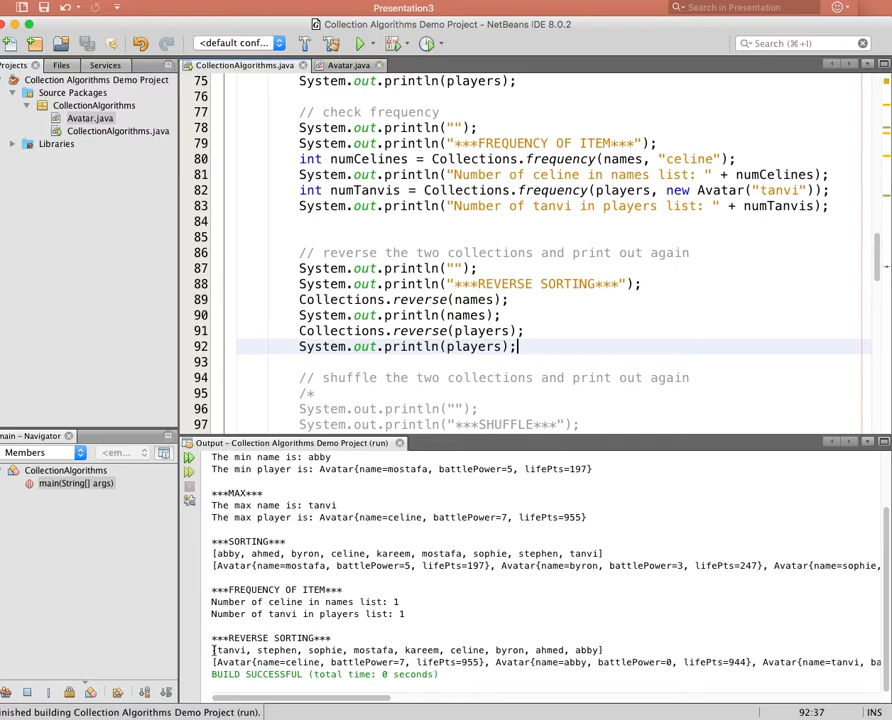 Presentation3
Search in Presentation
Collection Algorithms Demo Project - NetBeans IDE 8.0.2
<default conf...
Search (⌘+I)
Projects Files Services
CollectionAlgorithms.java Avatar.java
Collection Algorithms Demo Project
Source Packages
CollectionAlgorithms
Avatar.java
CollectionAlgorithms.java
Libraries
75 System.out.println(players);
76
77 // check frequency
78 System.out.println("");
79 System.out.println("***FREQUENCY OF ITEM***");
80 int numCelines = Collections.frequency(names, "celine");
81 System.out.println("Number of celine in names list: " + numCelines);
82 int numTanvis = Collections.frequency(players, new Avatar("tanvi"));
83 System.out.println("Number of tanvi in players list: " + numTanvis);
84
85
86 // reverse the two collections and print out again
87 System.out.println("");
88 System.out.println("***REVERSE SORTING***");
89 Collections.reverse(names);
90 System.out.println(names);
91 Collections.reverse(players);
92 System.out.println(players);
93
94 // shuffle the two collections and print out again
95 /*
96 System.out.println("");
97 System.out.println("***SHUFFLE***");
main - Navigator
Members <em...
CollectionAlgorithms
main(String[] args)
Output - Collection Algorithms Demo Project (run)
The min name is: abby
The min player is: Avatar{name=mostafa, battlePower=5, lifePts=197}
***MAX***
The max name is: tanvi
The max player is: Avatar{name=celine, battlePower=7, lifePts=955}
***SORTING***
[abby, ahmed, byron, celine, kareem, mostafa, sophie, stephen, tanvi]
[Avatar{name=mostafa, battlePower=5, lifePts=197}, Avatar{name=byron, battlePower=3, lifePts=247}, Avatar{name=sophie,
***FREQUENCY OF ITEM***
Number of celine in names list: 1
Number of tanvi in players list: 1
***REVERSE SORTING***
[tanvi, stephen, sophie, mostafa, kareem, celine, byron, ahmed, abby]
[Avatar{name=celine, battlePower=7, lifePts=955}, Avatar{name=abby, battlePower=0, lifePts=944}, Avatar{name=tanvi, ba
BUILD SUCCESSFUL (total time: 0 seconds)
inished building Collection Algorithms Demo Project (run).
92:37 INS